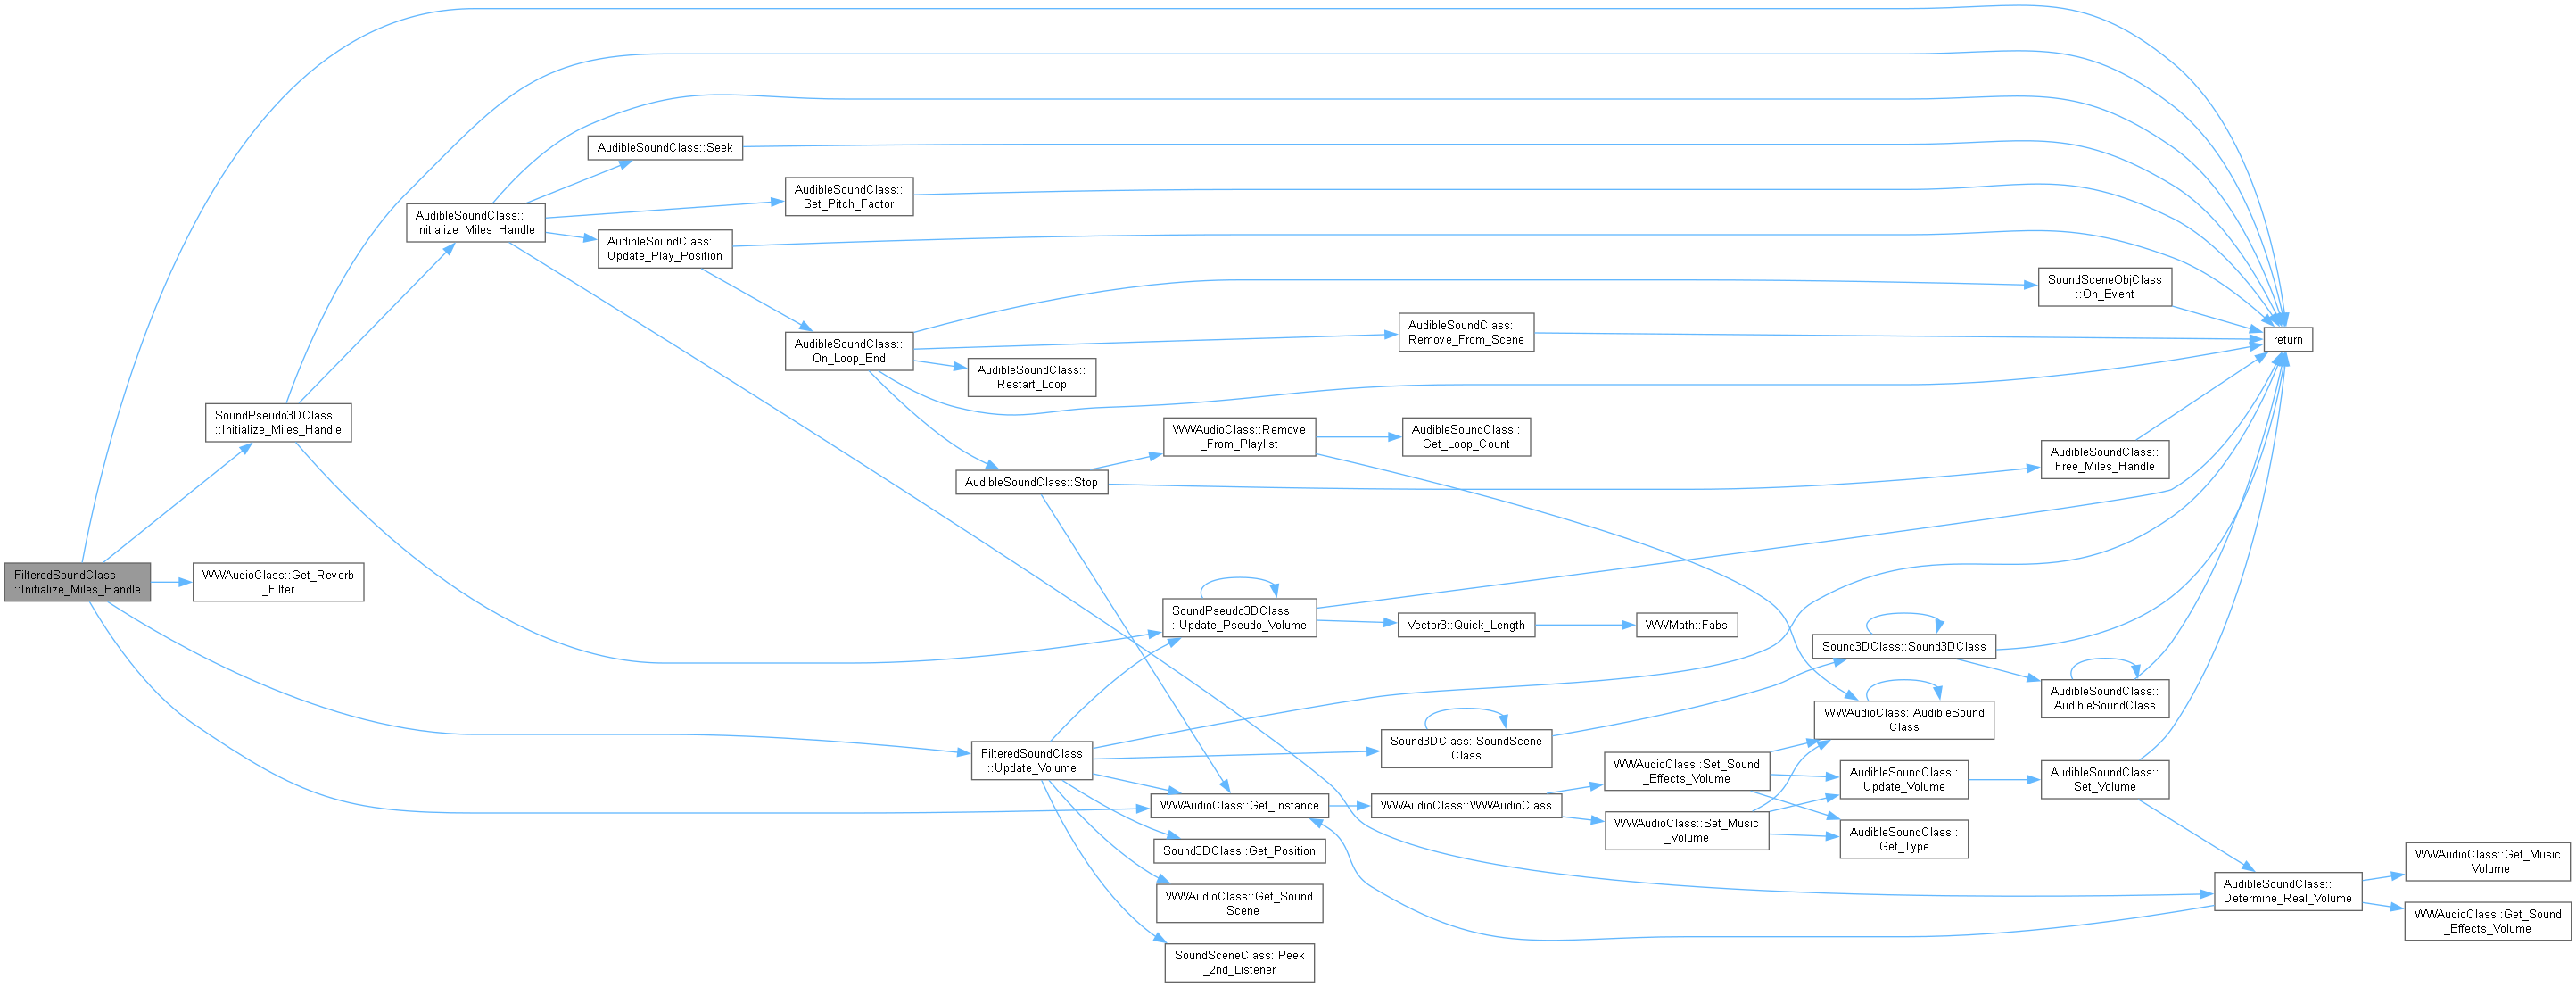 FilteredSoundClass
::Initialize_Miles_Handle
SoundPseudo3DClass
::Initialize_Miles_Handle
WWAudioClass::Get_Reverb
_Filter
AudibleSoundClass::
Initialize_Miles_Handle
AudibleSoundClass::Seek
AudibleSoundClass::
Set_Pitch_Factor
AudibleSoundClass::
Update_Play_Position
AudibleSoundClass::
On_Loop_End
SoundSceneObjClass
::On_Event
AudibleSoundClass::
Remove_From_Scene
AudibleSoundClass::
Restart_Loop
return
WWAudioClass::Remove
_From_Playlist
AudibleSoundClass::
Get_Loop_Count
AudibleSoundClass::Stop
AudibleSoundClass::
Free_Miles_Handle
SoundPseudo3DClass
::Update_Pseudo_Volume
Vector3::Quick_Length
WWMath::Fabs
Sound3DClass::Sound3DClass
AudibleSoundClass::
AudibleSoundClass
WWAudioClass::AudibleSound
Class
FilteredSoundClass
::Update_Volume
Sound3DClass::SoundScene
Class
WWAudioClass::Get_Instance
WWAudioClass::WWAudioClass
WWAudioClass::Set_Sound
_Effects_Volume
WWAudioClass::Set_Music
_Volume
AudibleSoundClass::
Update_Volume
AudibleSoundClass::
Get_Type
AudibleSoundClass::
Set_Volume
Sound3DClass::Get_Position
WWAudioClass::Get_Sound
_Scene
SoundSceneClass::Peek
_2nd_Listener
AudibleSoundClass::
Determine_Real_Volume
WWAudioClass::Get_Music
_Volume
WWAudioClass::Get_Sound
_Effects_Volume